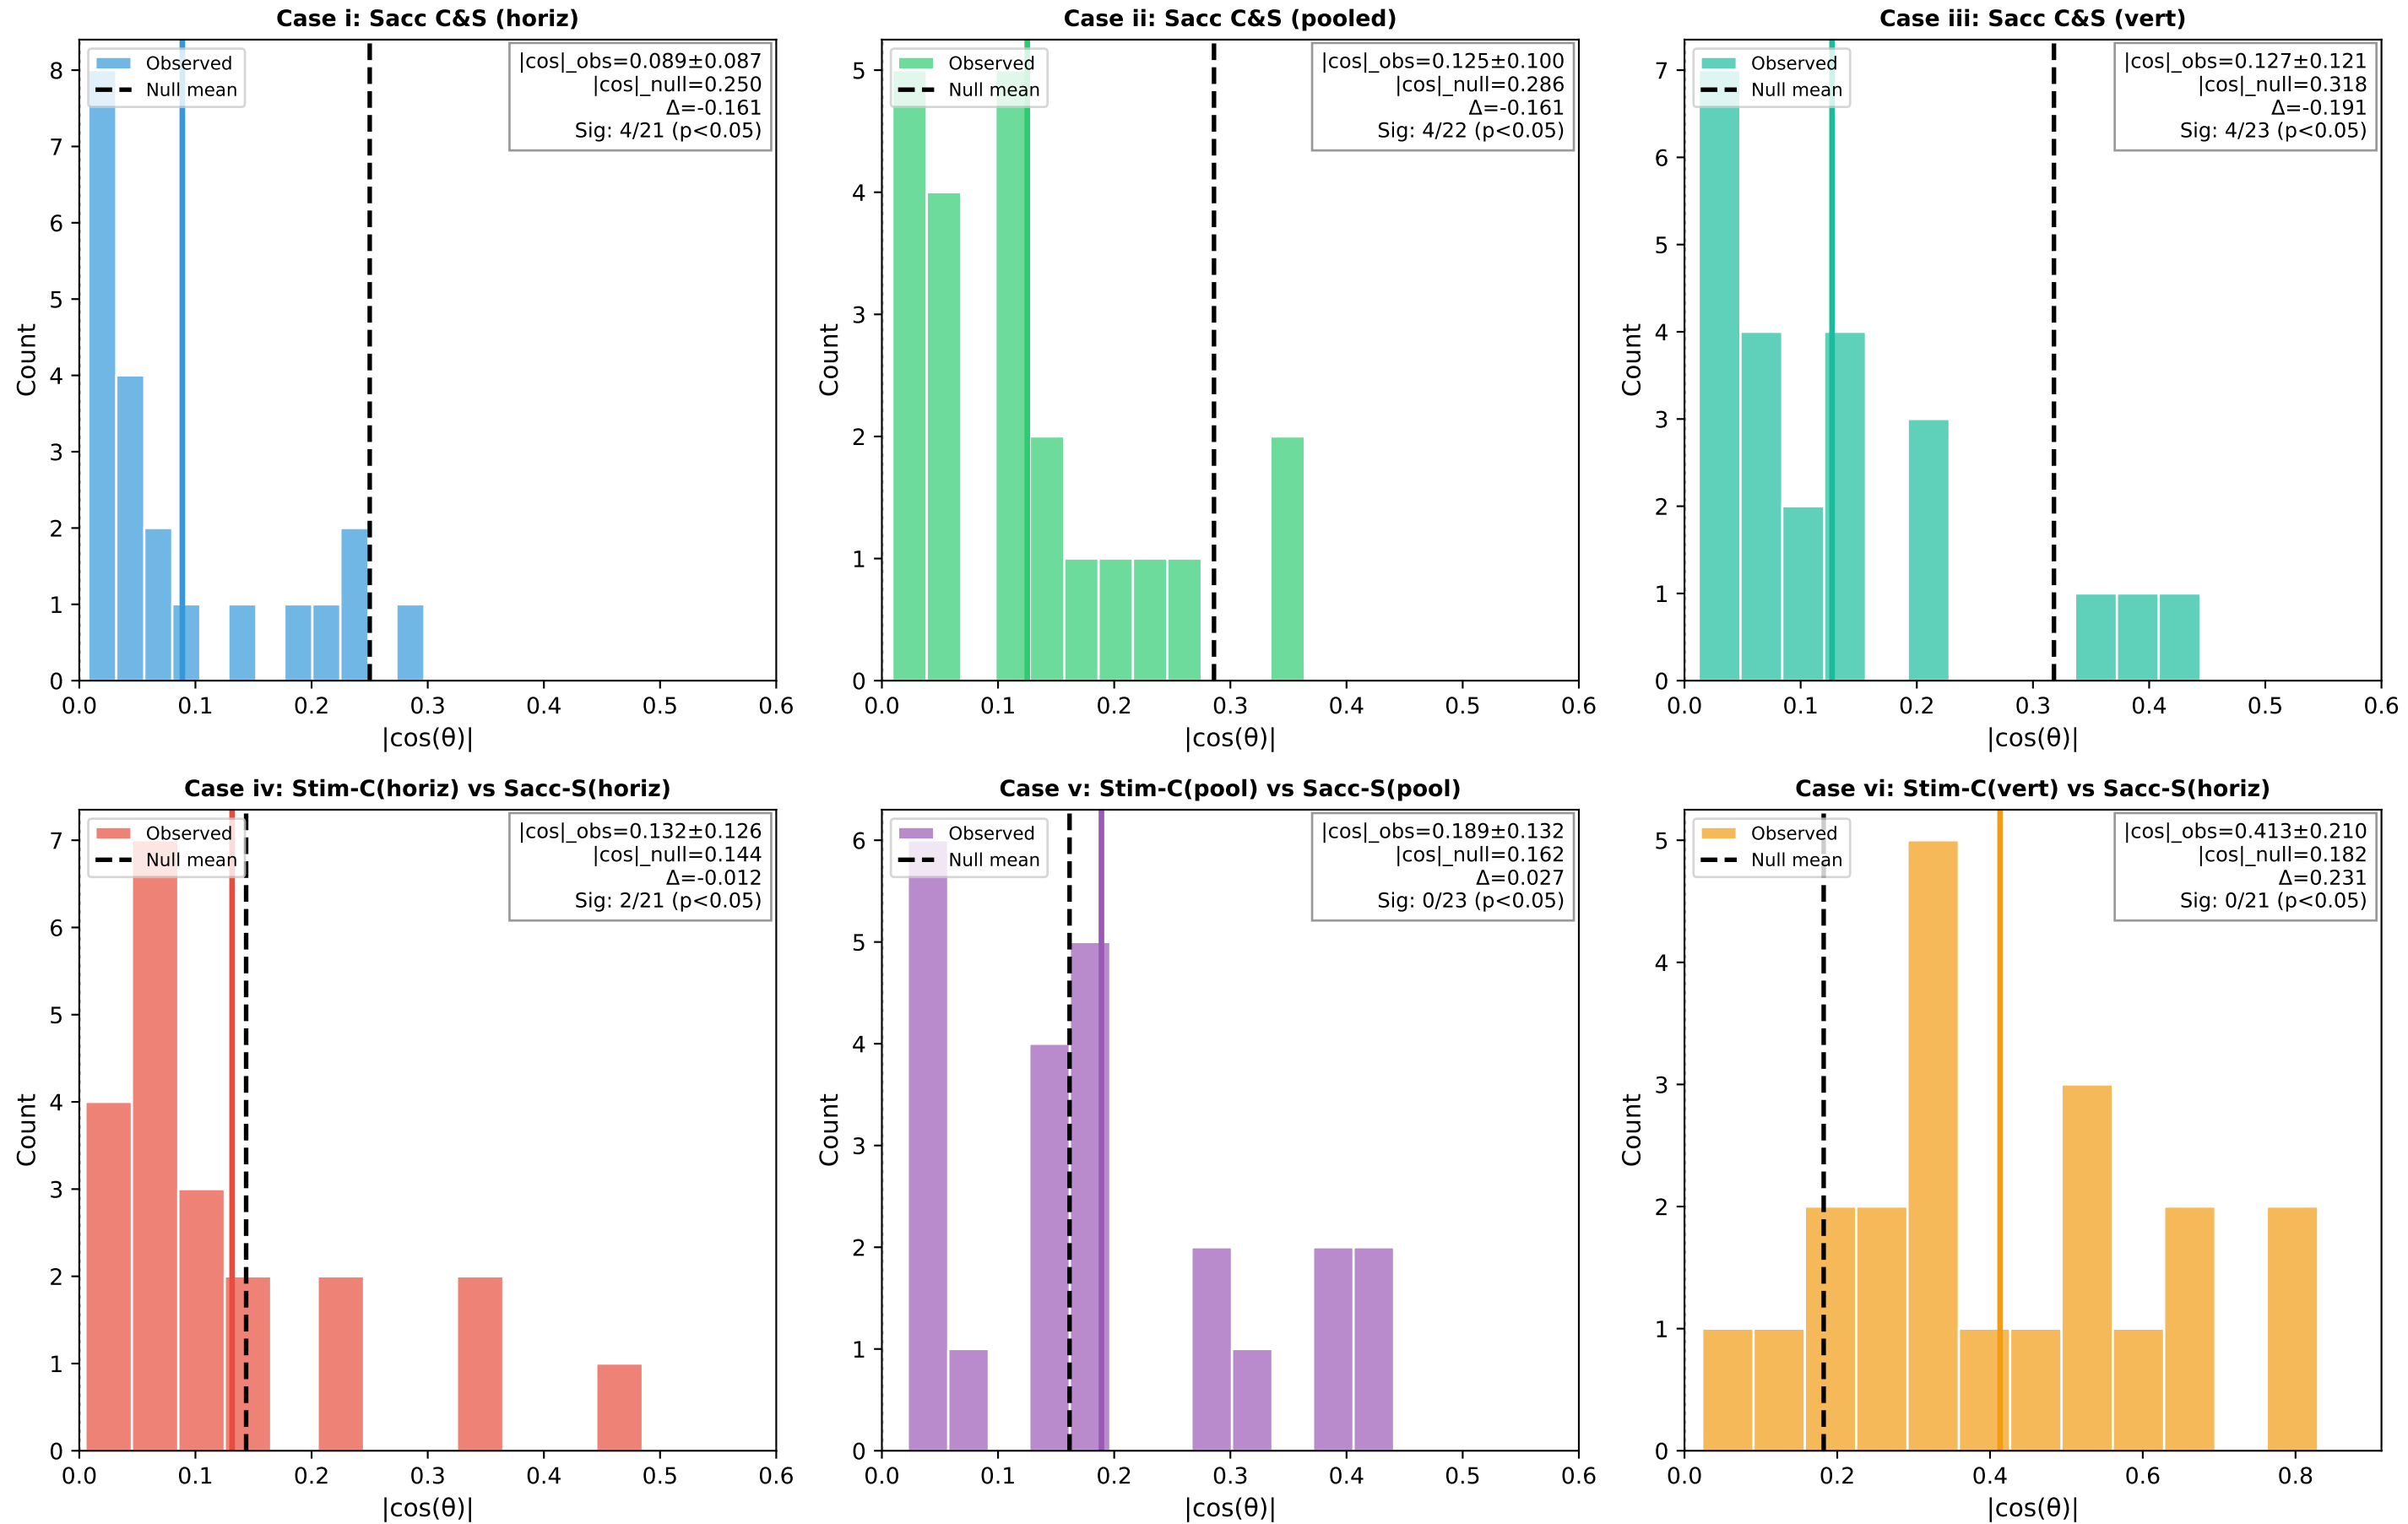 Case i: Sacc C&S (horiz)
Observed
Null mean
|cos|_obs=0.089±0.087
|cos|_null=0.250
Δ=-0.161
Sig: 4/21 (p<0.05)
8
7
6
5
4
3
2
1
0
Count
0.0 0.1 0.2 0.3 0.4 0.5 0.6
|cos(θ)|
Case ii: Sacc C&S (pooled)
Observed
Null mean
|cos|_obs=0.125±0.100
|cos|_null=0.286
Δ=-0.161
Sig: 4/22 (p<0.05)
5
4
3
2
1
0
Count
0.0 0.1 0.2 0.3 0.4 0.5 0.6
|cos(θ)|
Case iii: Sacc C&S (vert)
Observed
Null mean
|cos|_obs=0.127±0.121
|cos|_null=0.318
Δ=-0.191
Sig: 4/23 (p<0.05)
7
6
5
4
3
2
1
0
Count
0.0 0.1 0.2 0.3 0.4 0.5 0.6
|cos(θ)|
Case iv: Stim-C(horiz) vs Sacc-S(horiz)
Observed
Null mean
|cos|_obs=0.132±0.126
|cos|_null=0.144
Δ=-0.012
Sig: 2/21 (p<0.05)
7
6
5
4
3
2
1
0
Count
0.0 0.1 0.2 0.3 0.4 0.5 0.6
|cos(θ)|
Case v: Stim-C(pool) vs Sacc-S(pool)
Observed
Null mean
|cos|_obs=0.189±0.132
|cos|_null=0.162
Δ=0.027
Sig: 0/23 (p<0.05)
6
5
4
3
2
1
0
Count
0.0 0.1 0.2 0.3 0.4 0.5 0.6
|cos(θ)|
Case vi: Stim-C(vert) vs Sacc-S(horiz)
Observed
Null mean
|cos|_obs=0.413±0.210
|cos|_null=0.182
Δ=0.231
Sig: 0/21 (p<0.05)
5
4
3
2
1
0
Count
0.0 0.2 0.4 0.6 0.8
|cos(θ)|